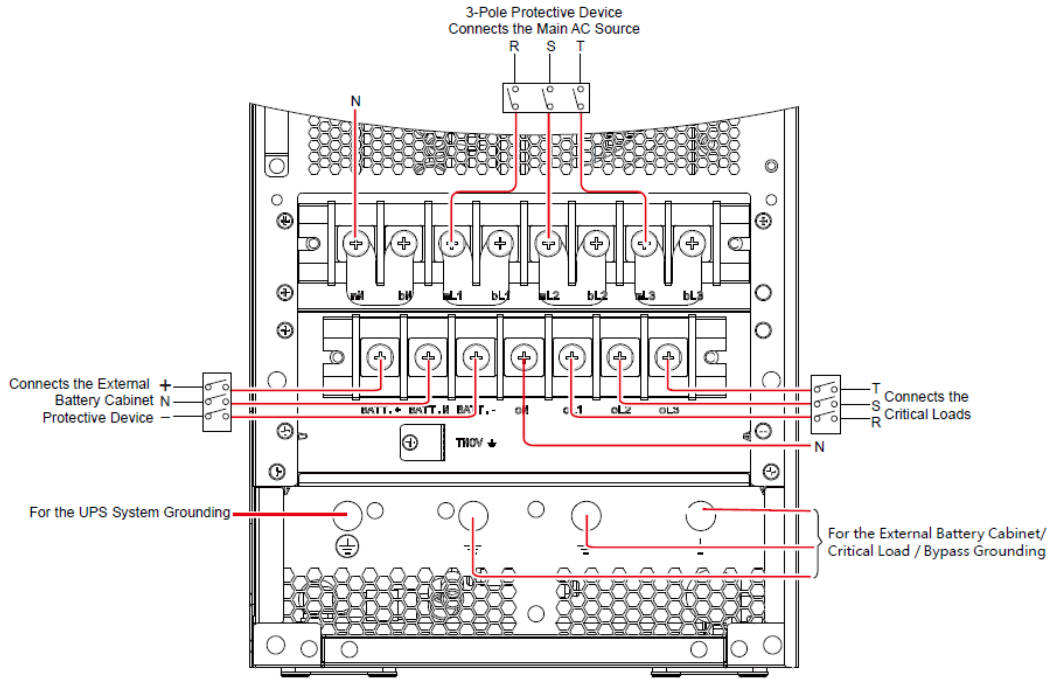 3-Pole Protective Device
Connects the Main AC Source
R S T
N
mN bN mL1 bL1 mL2 bL2 mL3 bL3
Connects the External +
Battery Cabinet N
Protective Device −
BATT.+ BATT.N BATT.- oN oL1 oL2 oL3
T Connects the
S Critical Loads
R
N
For the UPS System Grounding
For the External Battery Cabinet/
Critical Load / Bypass Grounding